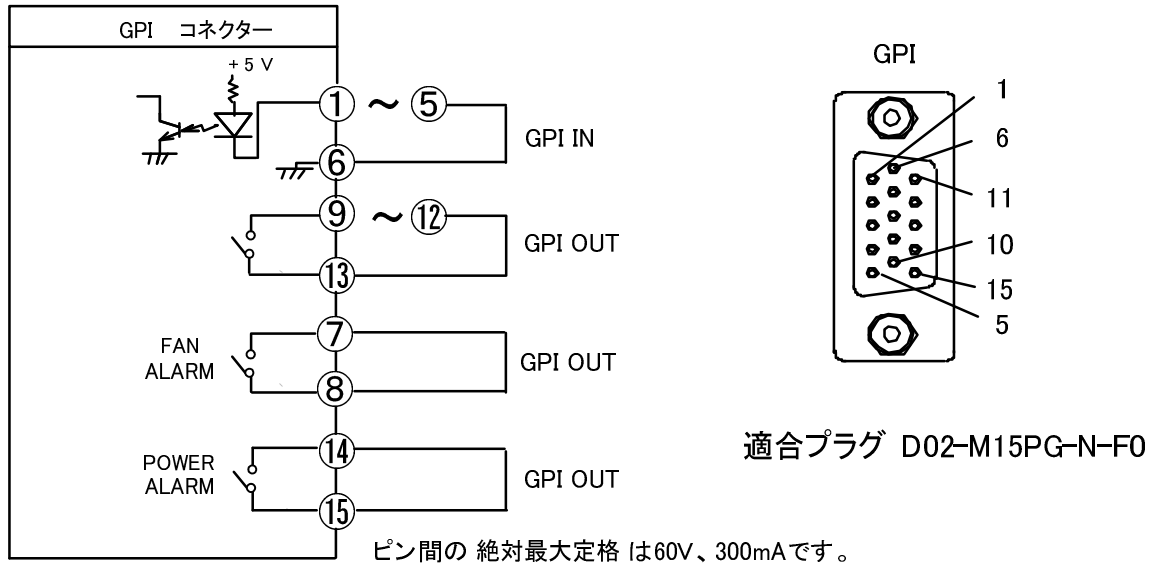 GPI コネクター
+5 V
① ～ ⑤
GPI IN
⑥
⑨ ～ ⑫
GPI OUT
⑬
⑦
FAN
ALARM
GPI OUT
⑧
⑭
POWER
ALARM
GPI OUT
⑮
ピン間の 絶対最大定格 は60V、300mAです。
GPI
1
6
11
10
15
5
適合プラグ D02-M15PG-N-F0